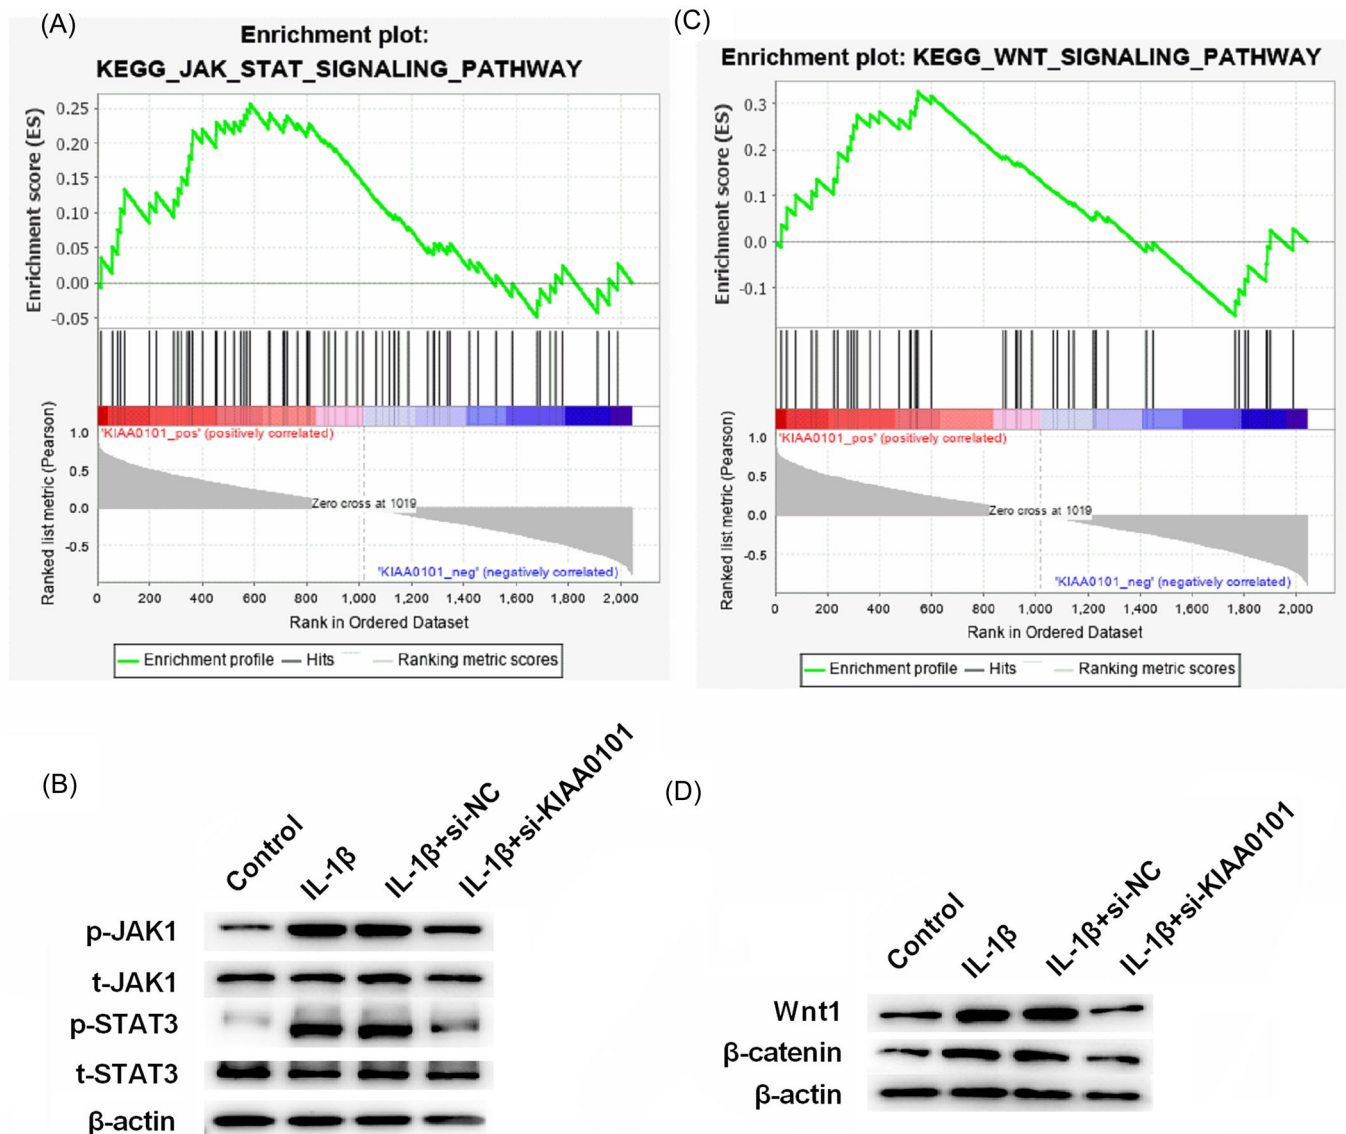 (A)
Enrichment plot:
KEGG_JAK_STAT_SIGNALING_PATHWAY
Enrichment score (ES)
0.25
0.20
0.15
0.10
0.05
0.00
-0.05
Ranked list metric (Pearson)
1.0
0.5
0.0
-0.5
'KIAA0101_pos' (positively correlated)
Zero cross at 1019
'KIAA0101_neg' (negatively correlated)
0 200 400 600 800 1,000 1,200 1,400 1,600 1,800 2,000
Rank in Ordered Dataset
Enrichment profile Hits Ranking metric scores
(C)
Enrichment plot: KEGG_WNT_SIGNALING_PATHWAY
Enrichment score (ES)
0.3
0.2
0.1
0.0
-0.1
Ranked list metric (Pearson)
1.0
0.5
0.0
-0.5
'KIAA0101_pos' (positively correlated)
Zero cross at 1019
'KIAA0101_neg' (negatively correlated)
0 200 400 600 800 1,000 1,200 1,400 1,600 1,800 2,000
Rank in Ordered Dataset
Enrichment profile Hits Ranking metric scores
(B)
Control
IL-1β
IL-1β+si-NC
IL-1β+si-KIAA0101
p-JAK1
t-JAK1
p-STAT3
t-STAT3
β-actin
(D)
Control
IL-1β
IL-1β+si-NC
IL-1β+si-KIAA0101
Wnt1
β-catenin
β-actin